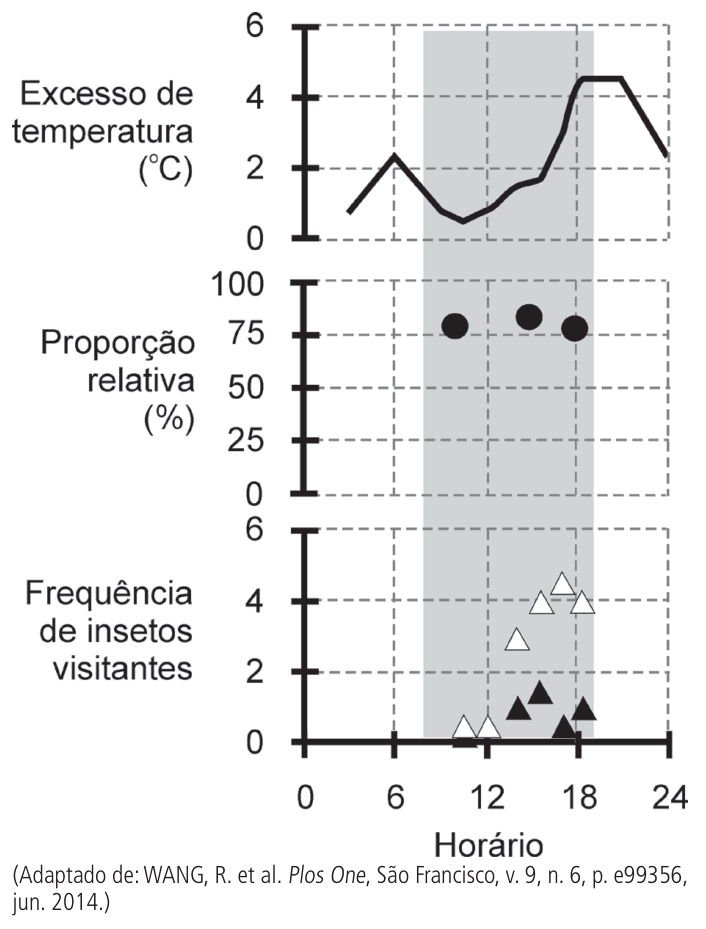 6
4
2
0
Excesso de
temperatura
(°C)
100
75
50
25
0
Proporção
relativa
(%)
6
4
2
0
Frequência
de insetos
visitantes
0 6 12 18 24
Horário
(Adaptado de: WANG, R. et al. Plos One, São Francisco, v. 9, n. 6, p. e99356,
jun. 2014.)